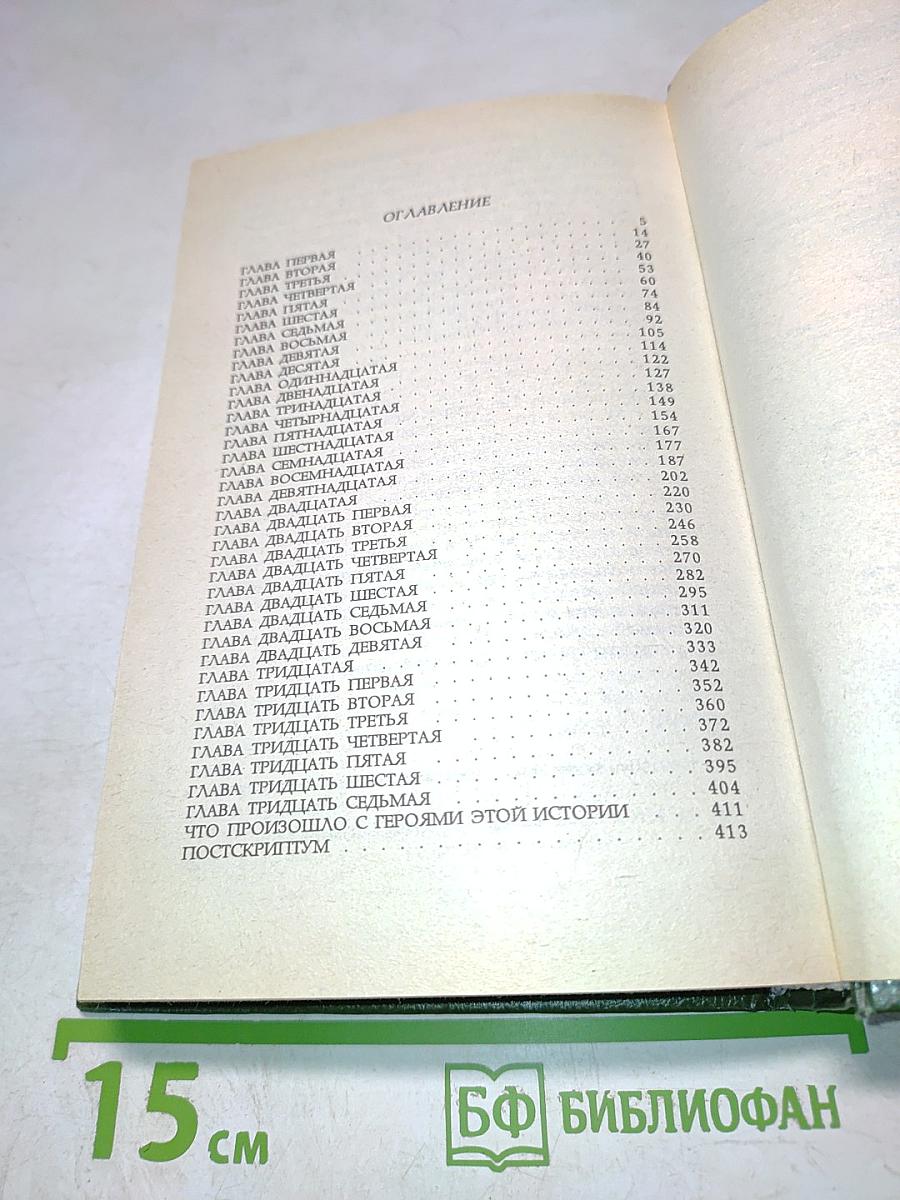 ОГЛАВЛЕНИЕ
ГЛАВА ПЕРВАЯ . . . . . 5
ГЛАВА ВТОРАЯ . . . . . 14
ГЛАВА ТРЕТЬЯ . . . . . 27
ГЛАВА ЧЕТВЕРТАЯ . . . . . 40
ГЛАВА ПЯТАЯ . . . . . 53
ГЛАВА ШЕСТАЯ . . . . . 60
ГЛАВА СЕДЬМАЯ . . . . . 74
ГЛАВА ВОСЬМАЯ . . . . . 84
ГЛАВА ДЕВЯТАЯ . . . . . 92
ГЛАВА ДЕСЯТАЯ . . . . . 105
ГЛАВА ОДИННАДЦАТАЯ . . . . . 114
ГЛАВА ДВЕНАДЦАТАЯ . . . . . 122
ГЛАВА ТРИНАДЦАТАЯ . . . . . 127
ГЛАВА ЧЕТЫРНАДЦАТАЯ . . . . . 138
ГЛАВА ПЯТНАДЦАТАЯ . . . . . 149
ГЛАВА ШЕСТНАДЦАТАЯ . . . . . 154
ГЛАВА СЕМНАДЦАТАЯ . . . . . 167
ГЛАВА ВОСЕМНАДЦАТАЯ . . . . . 177
ГЛАВА ДЕВЯТНАДЦАТАЯ . . . . . 187
ГЛАВА ДВАДЦАТАЯ . . . . . 202
ГЛАВА ДВАДЦАТЬ ПЕРВАЯ . . . . . 220
ГЛАВА ДВАДЦАТЬ ВТОРАЯ . . . . . 230
ГЛАВА ДВАДЦАТЬ ТРЕТЬЯ . . . . . 246
ГЛАВА ДВАДЦАТЬ ЧЕТВЕРТАЯ . . . . . 258
ГЛАВА ДВАДЦАТЬ ПЯТАЯ . . . . . 270
ГЛАВА ДВАДЦАТЬ ШЕСТАЯ . . . . . 282
ГЛАВА ДВАДЦАТЬ СЕДЬМАЯ . . . . . 295
ГЛАВА ДВАДЦАТЬ ВОСЬМАЯ . . . . . 311
ГЛАВА ДВАДЦАТЬ ДЕВЯТАЯ . . . . . 320
ГЛАВА ТРИДЦАТАЯ . . . . . 333
ГЛАВА ТРИДЦАТЬ ПЕРВАЯ . . . . . 342
ГЛАВА ТРИДЦАТЬ ВТОРАЯ . . . . . 352
ГЛАВА ТРИДЦАТЬ ТРЕТЬЯ . . . . . 360
ГЛАВА ТРИДЦАТЬ ЧЕТВЕРТАЯ . . . . . 372
ГЛАВА ТРИДЦАТЬ ПЯТАЯ . . . . . 382
ГЛАВА ТРИДЦАТЬ ШЕСТАЯ . . . . . 395
ГЛАВА ТРИДЦАТЬ СЕДЬМАЯ . . . . . 404
ЧТО ПРОИЗОШЛО С ГЕРОЯМИ ЭТОЙ ИСТОРИИ . . . . 411
ПОСТСКРИПТУМ . . . . . 413
15 см
БФ БИБЛИОФАН